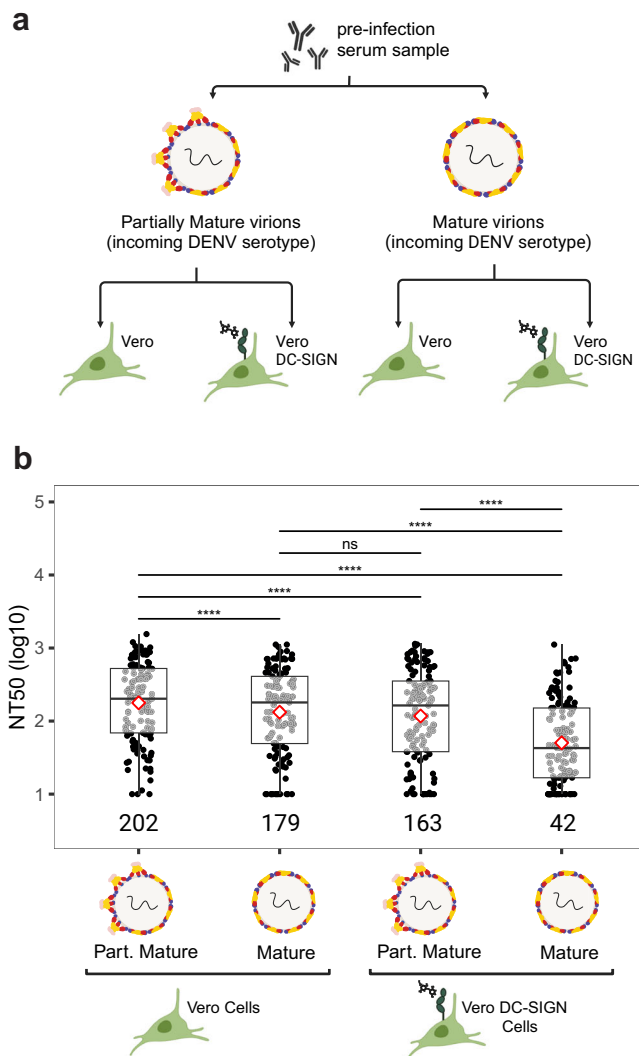 a
pre-infection
serum sample
Partially Mature virions
(incoming DENV serotype)
Mature virions
(incoming DENV serotype)
Vero
Vero
DC-SIGN
Vero
Vero
DC-SIGN
b
NT50 (log10)
5
4
3
2
1
****
****
ns
****
****
****
202
179
163
42
Part. Mature
Mature
Part. Mature
Mature
Vero Cells
Vero DC-SIGN
Cells